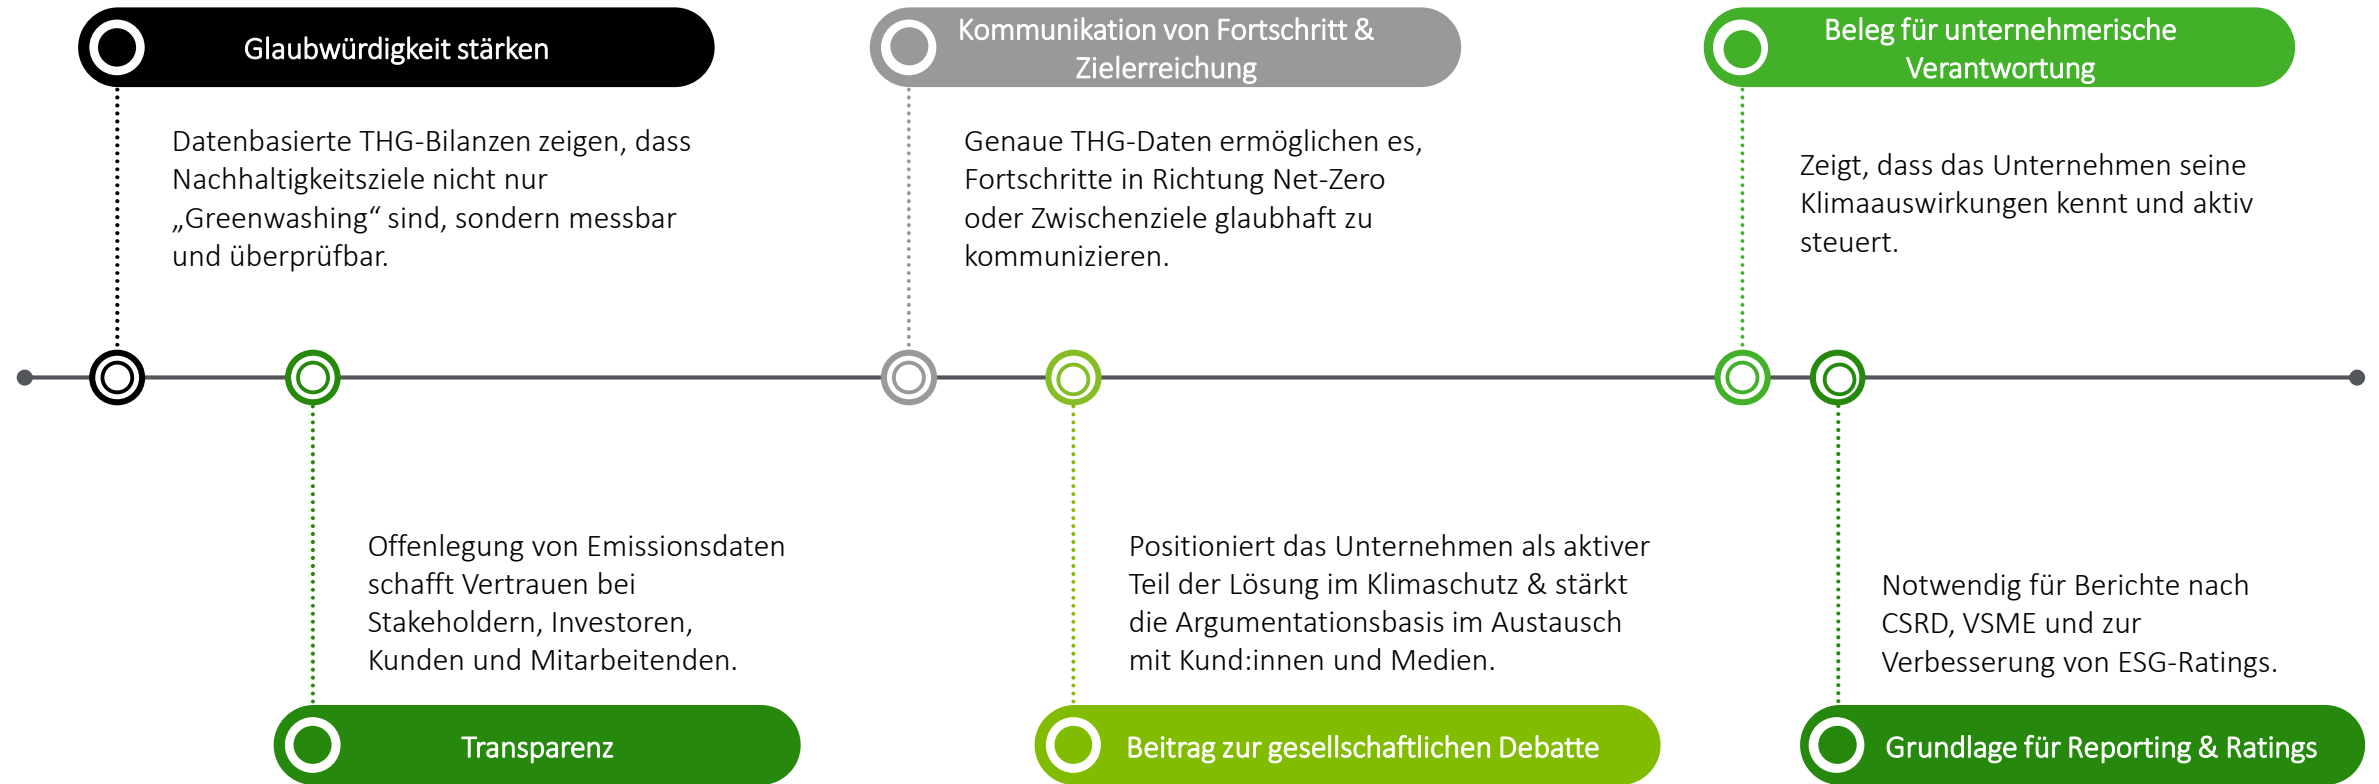 Glaubwürdigkeit stärken
Datenbasierte THG-Bilanzen zeigen, dass
Nachhaltigkeitsziele nicht nur
„Greenwashing“ sind, sondern messbar
und überprüfbar.
Kommunikation von Fortschritt &
Zielerreichung
Genaue THG-Daten ermöglichen es,
Fortschritte in Richtung Net-Zero
oder Zwischenziele glaubhaft zu
kommunizieren.
Beleg für unternehmerische
Verantwortung
Zeigt, dass das Unternehmen seine
Klimaauswirkungen kennt und aktiv
steuert.
Offenlegung von Emissionsdaten
schafft Vertrauen bei
Stakeholdern, Investoren,
Kunden und Mitarbeitenden.
Transparenz
Positioniert das Unternehmen als aktiver
Teil der Lösung im Klimaschutz & stärkt
die Argumentationsbasis im Austausch
mit Kund:innen und Medien.
Beitrag zur gesellschaftlichen Debatte
Notwendig für Berichte nach
CSRD, VSME und zur
Verbesserung von ESG-Ratings.
Grundlage für Reporting & Ratings